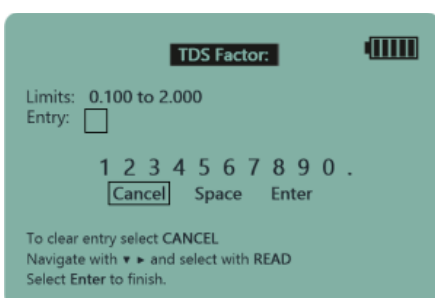 TDS Factor:
Limits: 0.100 to 2.000
Entry:
1 2 3 4 5 6 7 8 9 0 .
Cancel Space Enter
To clear entry select CANCEL
Navigate with ▾ ▸ and select with READ
Select Enter to finish.